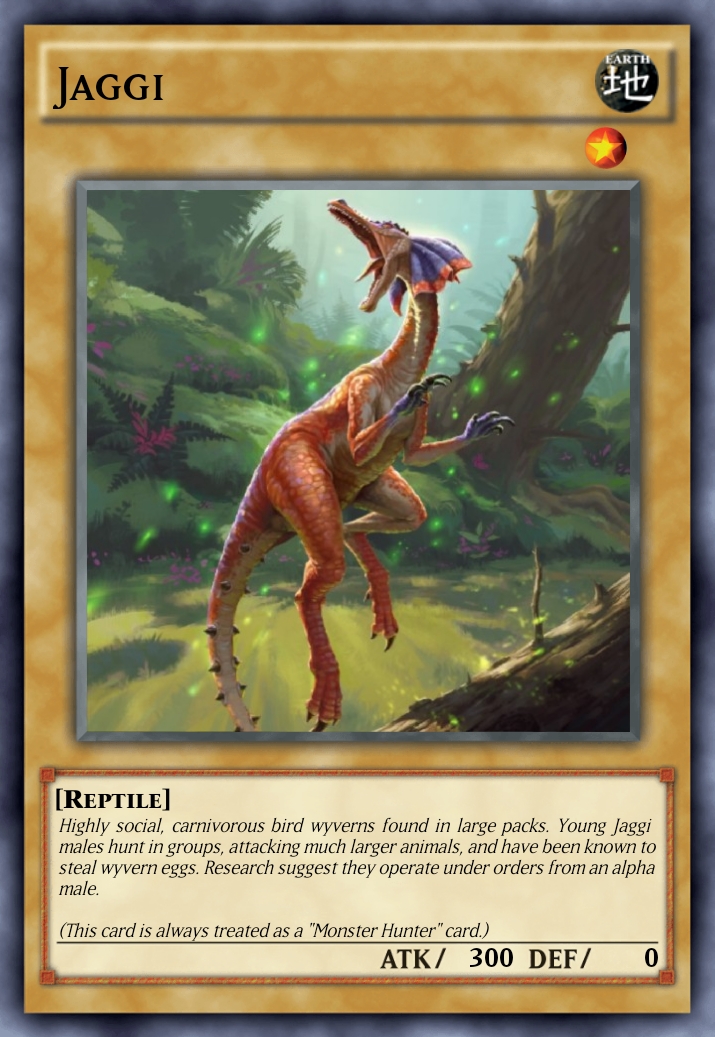 Jaggi
EARTH
地
[Reptile]
Highly social, carnivorous bird wyverns found in large packs. Young Jaggi
males hunt in groups, attacking much larger animals, and have been known to
steal wyvern eggs. Research suggest they operate under orders from an alpha
male.
(This card is always treated as a "Monster Hunter" card.)
ATK/ 300 DEF/ 0